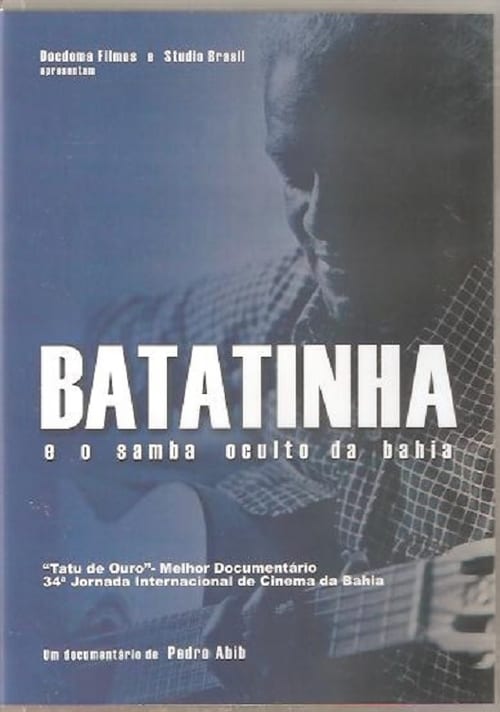 Docdoma Filmes e Studio Brasil
apresentam
BATATINHA
e o samba oculto da bahia
“Tatu de Ouro”- Melhor Documentário
34ª Jornada Internacional de Cinema da Bahia
Um documentário de Pedro Abib